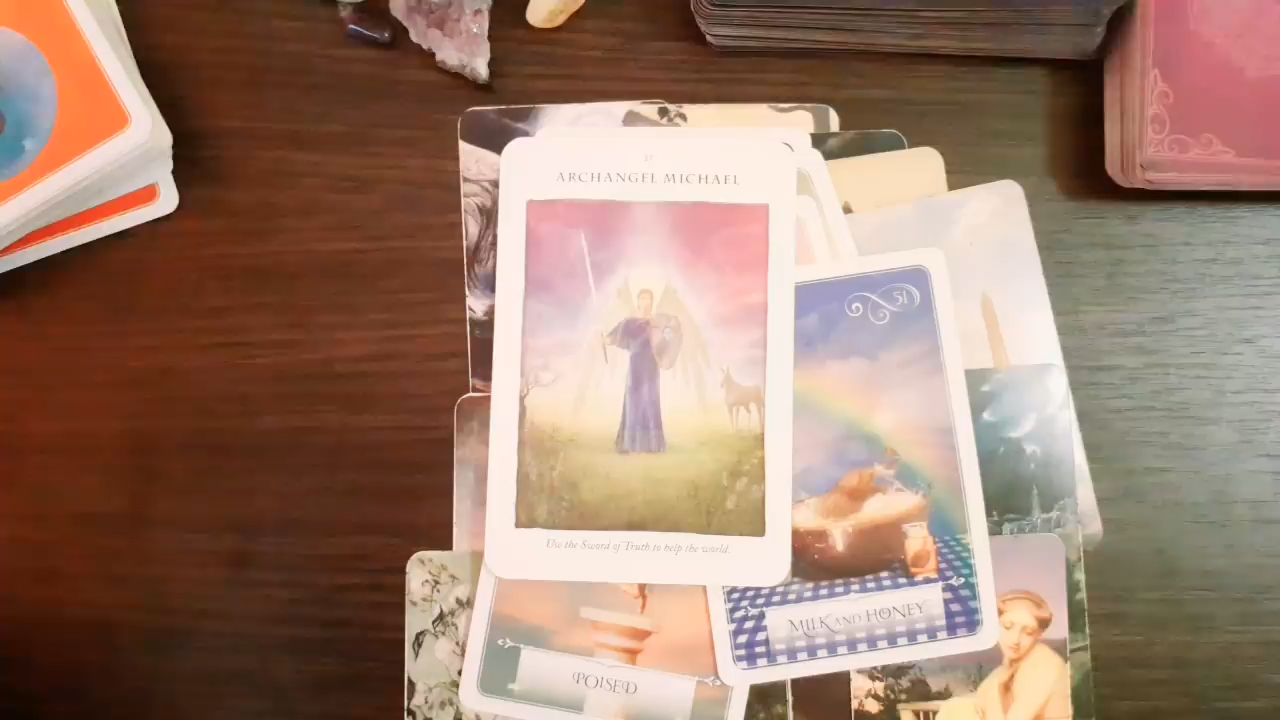 ARCHANGEL MICHAEL
51
Use the Sword of Truth to help the world.
MILK AND HONEY
POISED